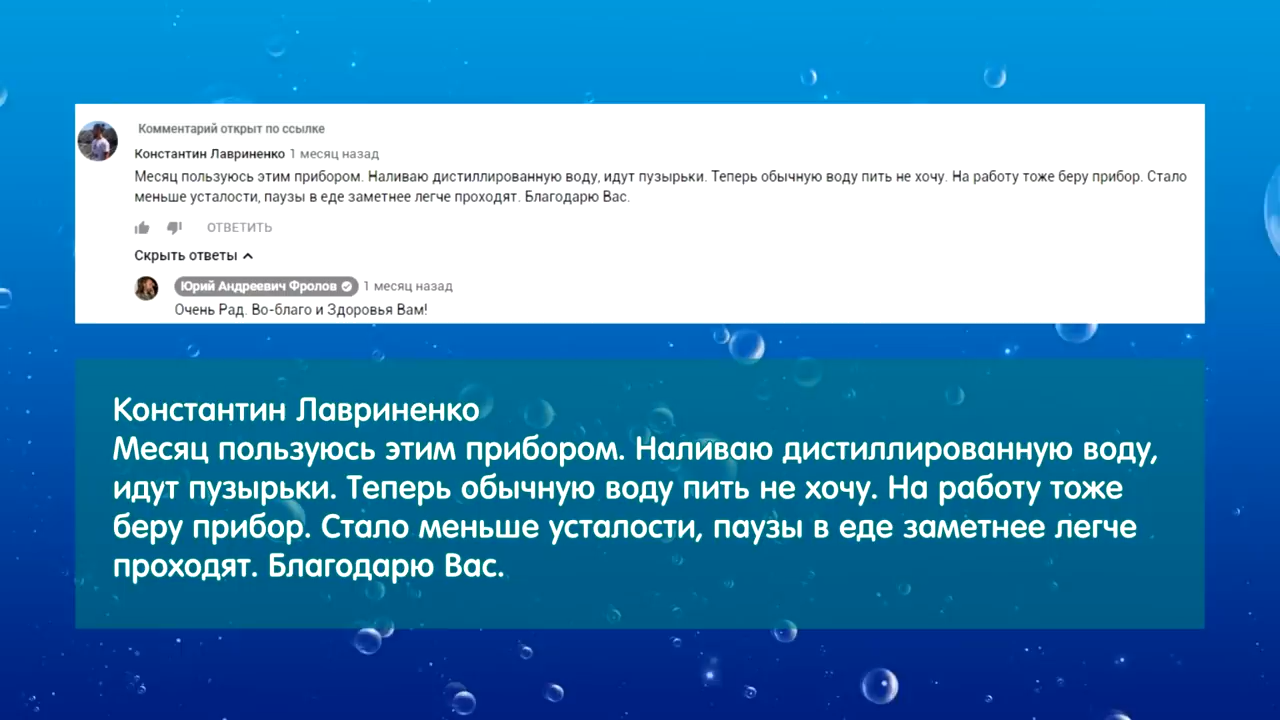 Комментарий открыт по ссылке
Константин Лавриненко 1 месяц назад
Месяц пользуюсь этим прибором. Наливаю дистиллированную воду, идут пузырьки. Теперь обычную воду пить не хочу. На работу тоже беру прибор. Стало
меньше усталости, паузы в еде заметнее легче проходят. Благодарю Вас.
ОТВЕТИТЬ
Скрыть ответы
Юрий Андреевич Фролов 1 месяц назад
Очень Рад. Во-благо и Здоровья Вам!
Константин Лавриненко
Месяц пользуюсь этим прибором. Наливаю дистиллированную воду,
идут пузырьки. Теперь обычную воду пить не хочу. На работу тоже
беру прибор. Стало меньше усталости, паузы в еде заметнее легче
проходят. Благодарю Вас.